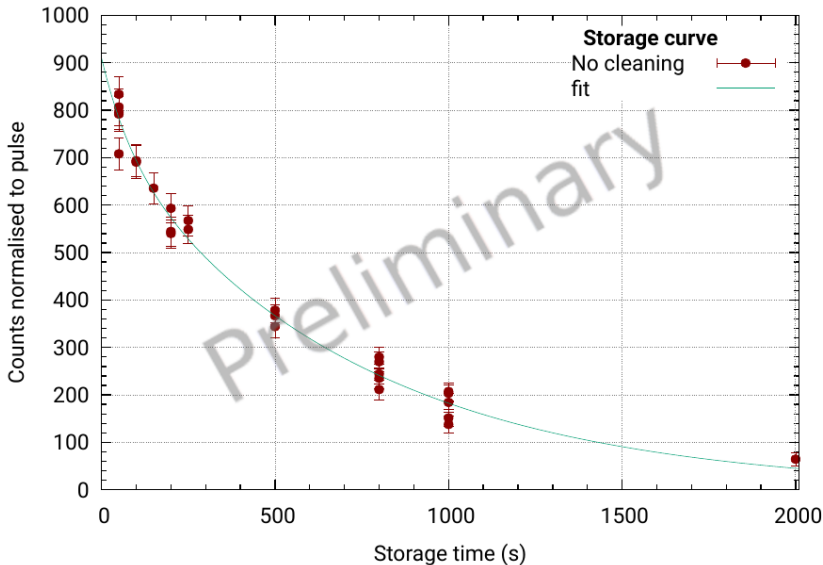 1000
900
800
700
600
500
400
300
200
100
0
Counts normalised to pulse
Storage curve
No cleaning
fit
Preliminary
0 500 1000 1500 2000
Storage time (s)